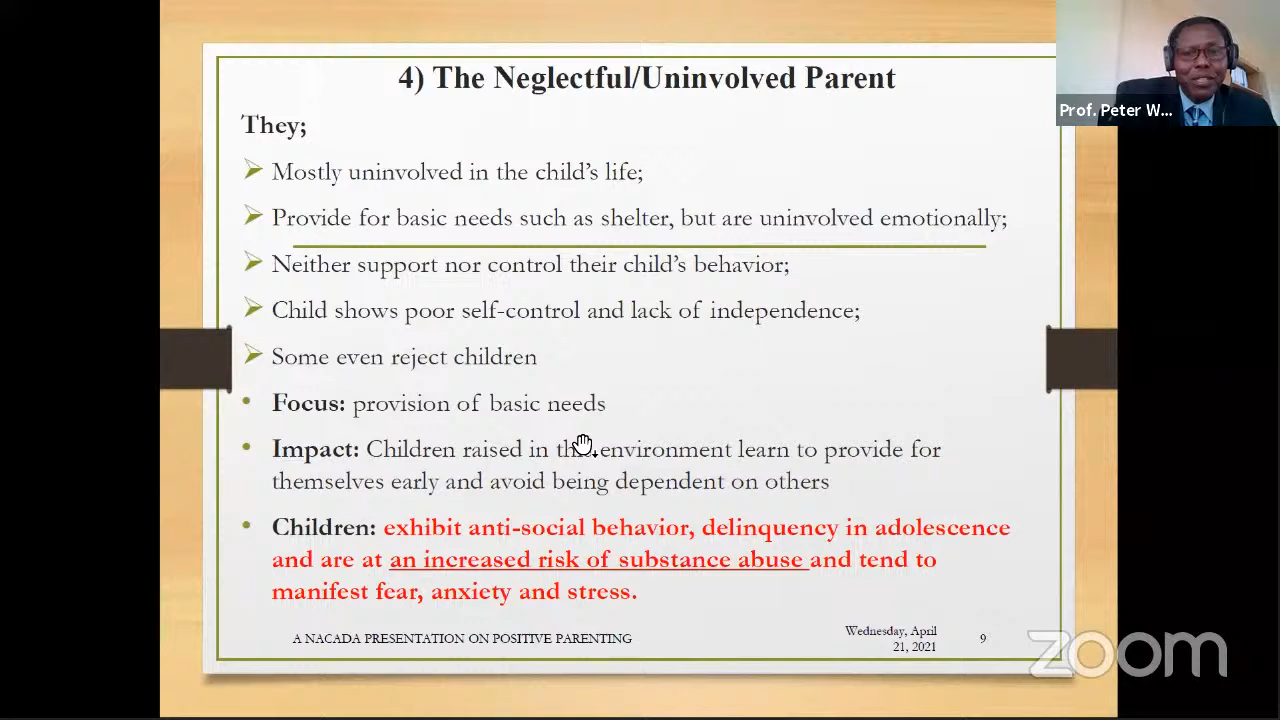 4) The Neglectful/Uninvolved Parent
Prof. Peter W...
They;
Mostly uninvolved in the child's life;
Provide for basic needs such as shelter, but are uninvolved emotionally;
Neither support nor control their child's behavior;
Child shows poor self-control and lack of independence;
Some even reject children
Focus: provision of basic needs
Impact: Children raised in environment learn to provide for
themselves early and avoid being dependent on others
Children: exhibit anti-social behavior, delinquency in adolescence
and are at an increased risk of substance abuse and tend to
manifest fear, anxiety and stress.
A NACADA PRESENTATION ON POSITIVE PARENTING
Wednesday, April
21, 2021
9
zoom